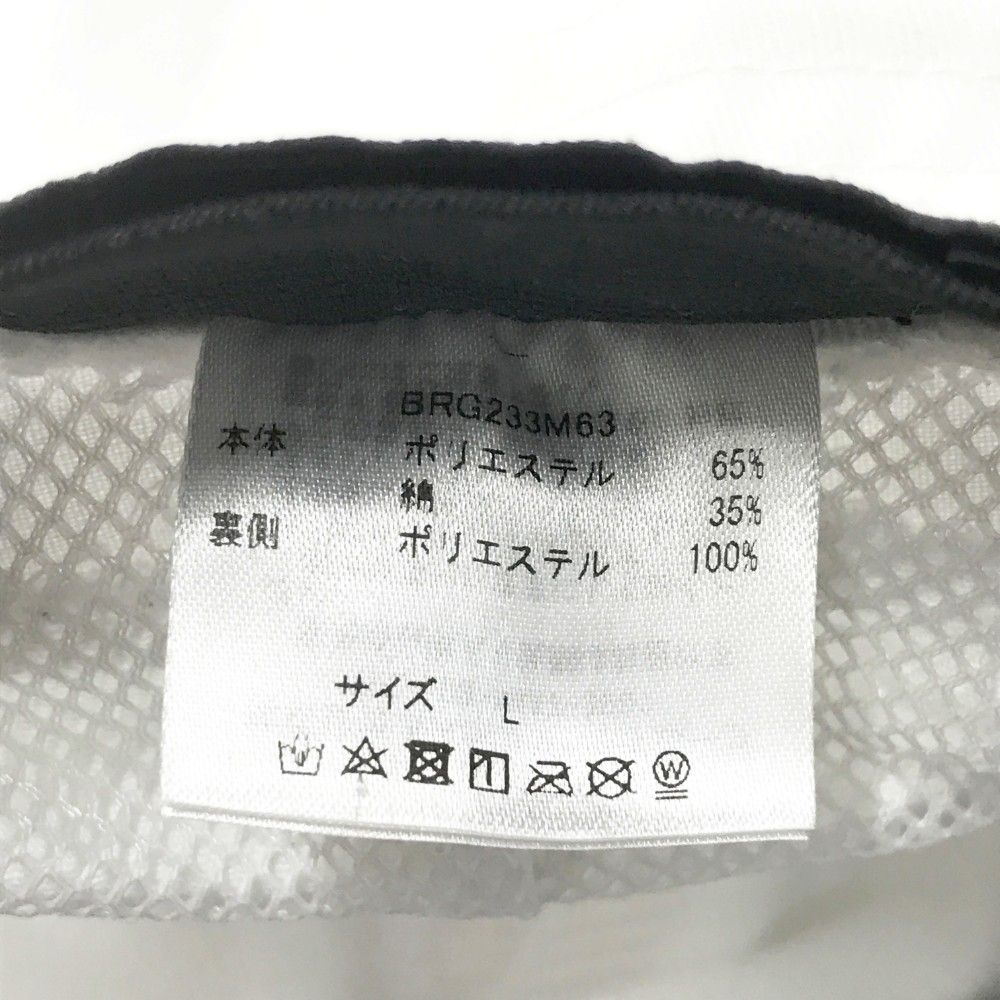 BRG233M63
本体 ポリエステル 65%
綿 35%
裏側 ポリエステル 100%
サイズ L
W